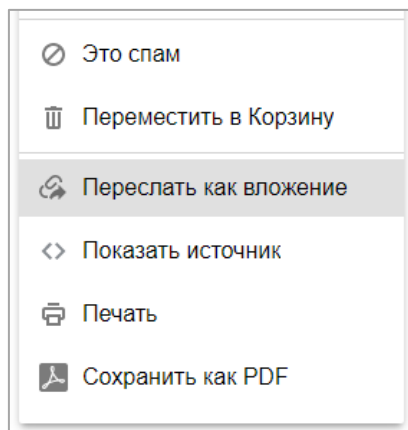 Это спам
Переместить в Корзину
Переслать как вложение
Показать источник
Печать
Сохранить как PDF